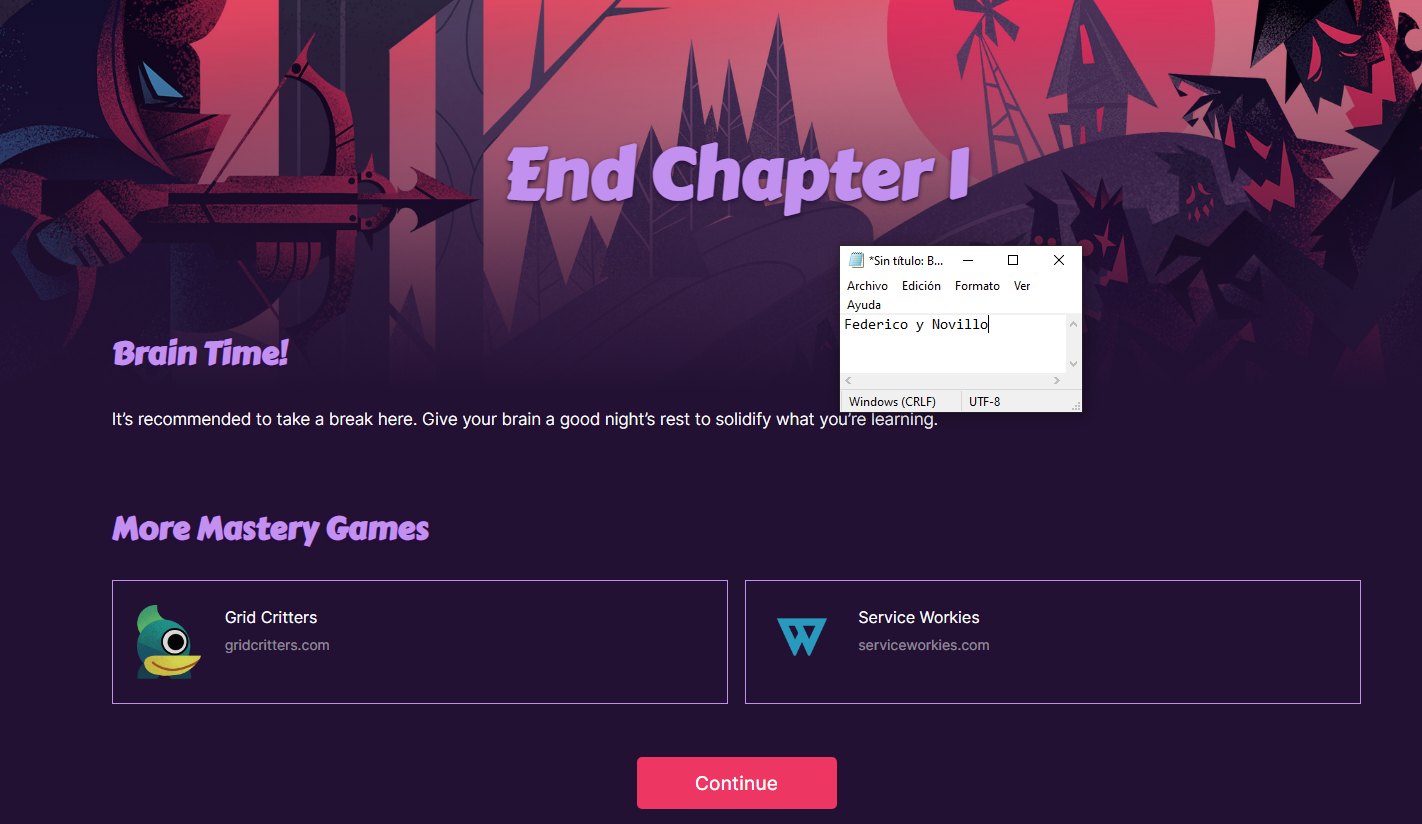 End Chapter 1
*Sin título: B...
Archivo Edición Formato Ver
Ayuda
Federico y Novillo
Windows (CRLF) UTF-8
Brain Time!
It's recommended to take a break here. Give your brain a good night's rest to solidify what you're learning.
More Mastery Games
Grid Critters
gridcritters.com
Service Workies
serviceworkies.com
Continue